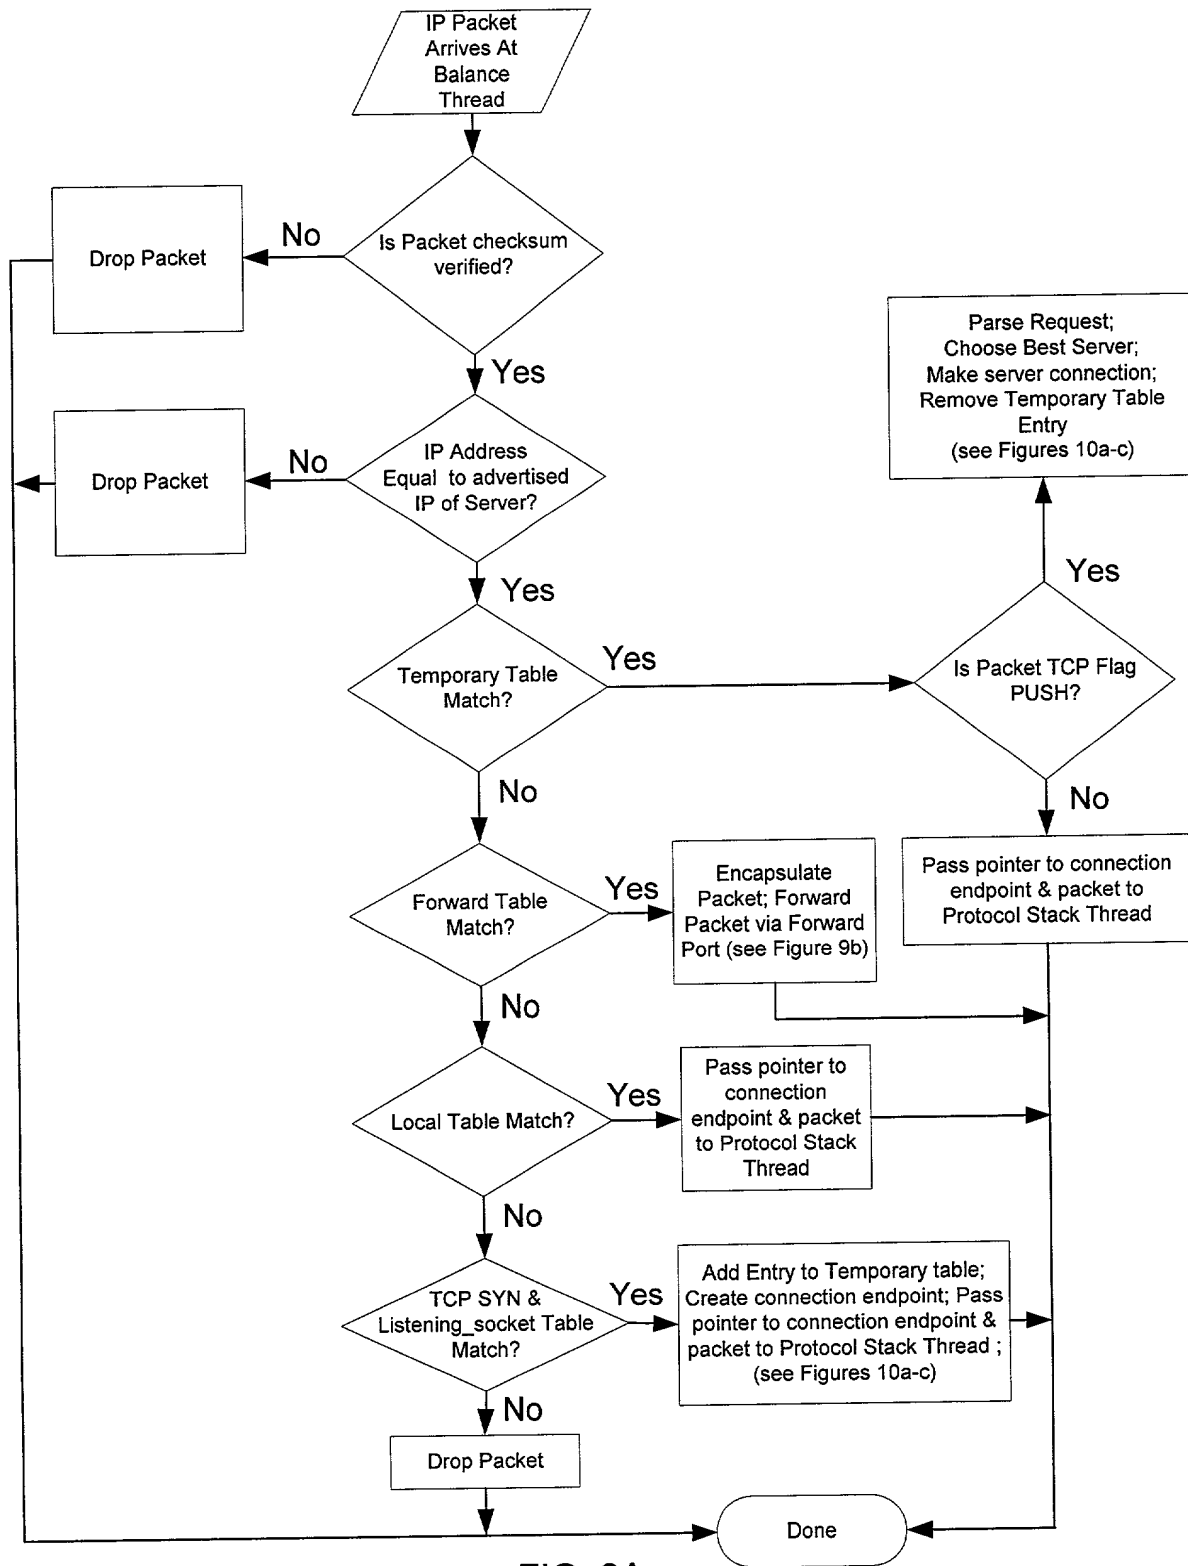 IP Packet
Arrives At
Balance
Thread
Is Packet checksum
verified?
No
Drop Packet
Yes
IP Address
Equal to advertised
IP of Server?
No
Drop Packet
Yes
Temporary Table
Match?
Yes
Is Packet TCP Flag
PUSH?
Yes
Parse Request;
Choose Best Server;
Make server connection;
Remove Temporary Table
Entry
(see Figures 10a-c)
No
Pass pointer to connection
endpoint & packet to
Protocol Stack Thread
No
Forward Table
Match?
Yes
Encapsulate
Packet; Forward
Packet via Forward
Port (see Figure 9b)
No
Local Table Match?
Yes
Pass pointer to
connection
endpoint & packet
to Protocol Stack
Thread
No
TCP SYN &
Listening_socket Table
Match?
Yes
Add Entry to Temporary table;
Create connection endpoint; Pass
pointer to connection endpoint &
packet to Protocol Stack Thread ;
(see Figures 10a-c)
No
Drop Packet
Done